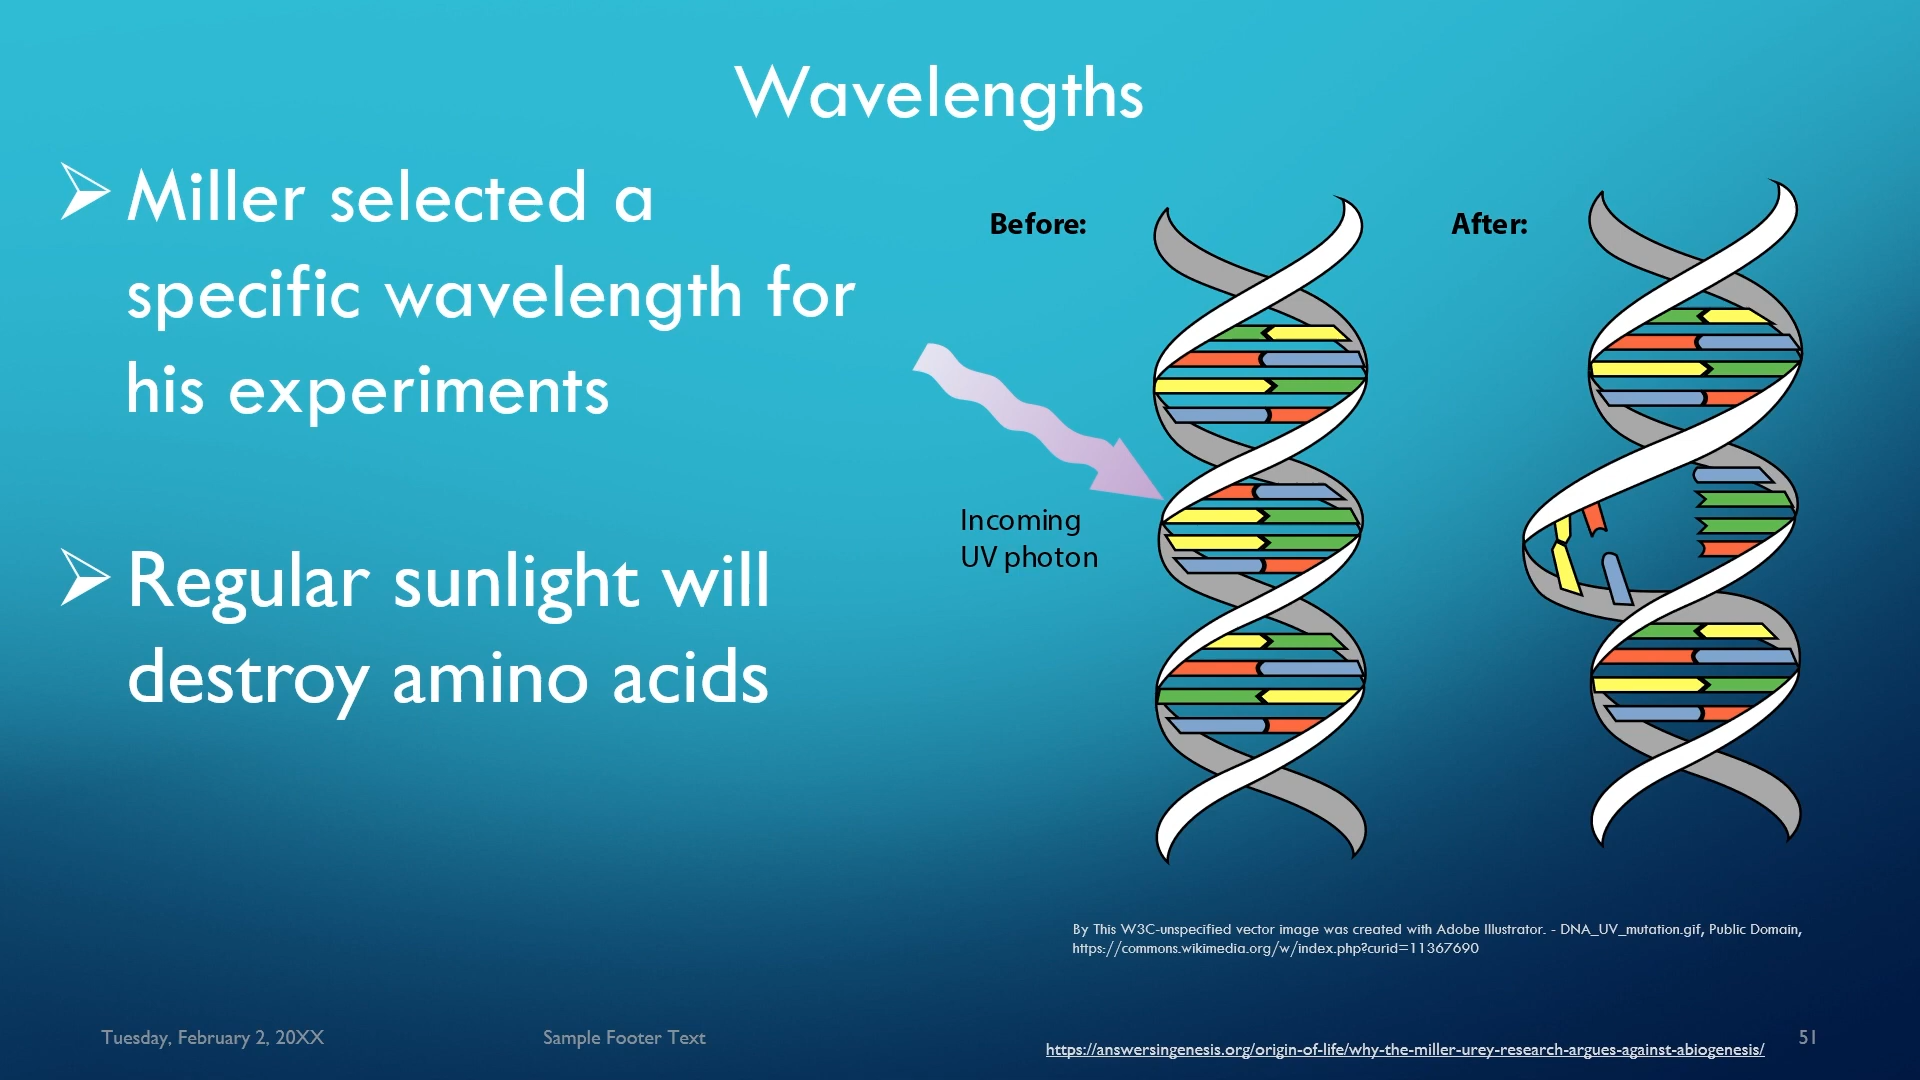 Wavelengths
➢ Miller selected a
specific wavelength for
his experiments
➢ Regular sunlight will
destroy amino acids
Before:
After:
Incoming
UV photon
By This W3C-unspecified vector image was created with Adobe Illustrator. - DNA_UV_mutation.gif, Public Domain,
https://commons.wikimedia.org/w/index.php?curid=11367690
Tuesday, February 2, 20XX
Sample Footer Text
https://answersingenesis.org/origin-of-life/why-the-miller-urey-research-argues-against-abiogenesis/
51